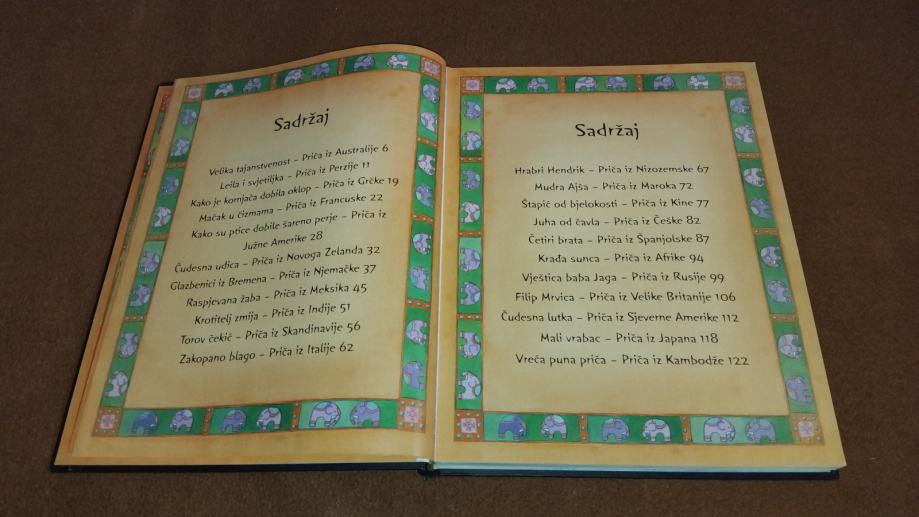 Sadržaj
Velika tajanstvenost – Priča iz Australije 6
Leila i svjetiljka – Priča iz Perzije 11
Kako je kornjača dobila oklop – Priča iz Grčke 19
Mačak u čizmama – Priča iz Francuske 22
Kako su ptice dobile šareno perje – Priča iz
Južne Amerike 28
Čudesna udica – Priča iz Novoga Zelanda 32
Glazbenici iz Bremena – Priča iz Njemačke 37
Raspjevana žaba – Priča iz Meksika 45
Krotitelj zmija – Priča iz Indije 51
Torov čekić – Priča iz Skandinavije 56
Zakopano blago – Priča iz Italije 62
Sadržaj
Hrabri Hendrik – Priča iz Nizozemske 67
Mudra Ajša – Priča iz Maroka 72
Štapić od bjelokosti – Priča iz Kine 77
Juha od čavla – Priča iz Češke 82
Četiri brata – Priča iz Španjolske 87
Krađa sunca – Priča iz Afrike 94
Vještica baba Jaga – Priča iz Rusije 99
Filip Mrvica – Priča iz Velike Britanije 106
Čudesna lutka – Priča iz Sjeverne Amerike 112
Mali vrabac – Priča iz Japana 118
Vreća puna priča – Priča iz Kambodže 122